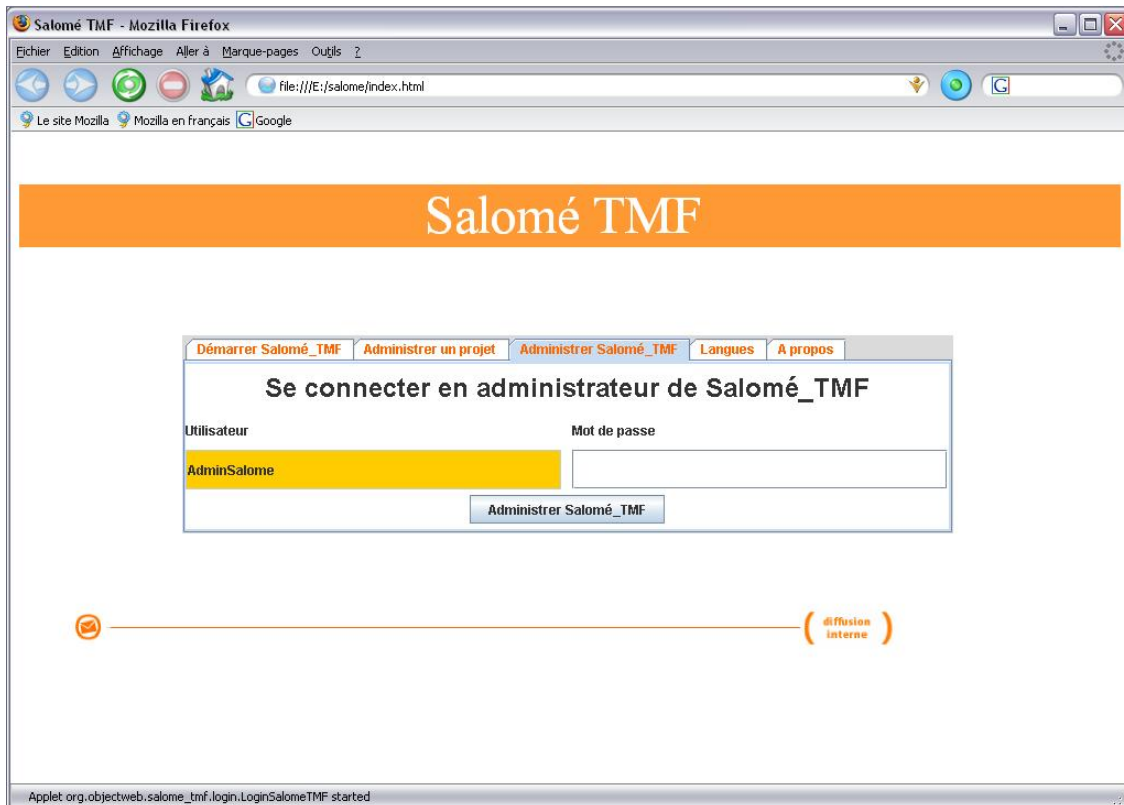 Salomé TMF - Mozilla Firefox
Fichier Edition Affichage Aller à Marque-pages Outils ?
file:///E:/salome/index.html G
Le site Mozilla Mozilla en français G Google
Salomé TMF
Démarrer Salomé_TMF Administrer un projet Administrer Salomé_TMF Langues A propos
Se connecter en administrateur de Salomé_TMF
Utilisateur Mot de passe
AdminSalome
Administrer Salomé_TMF
diffusion
interne
Applet org.objectweb.salome_tmf.login.LoginSalomeTMF started